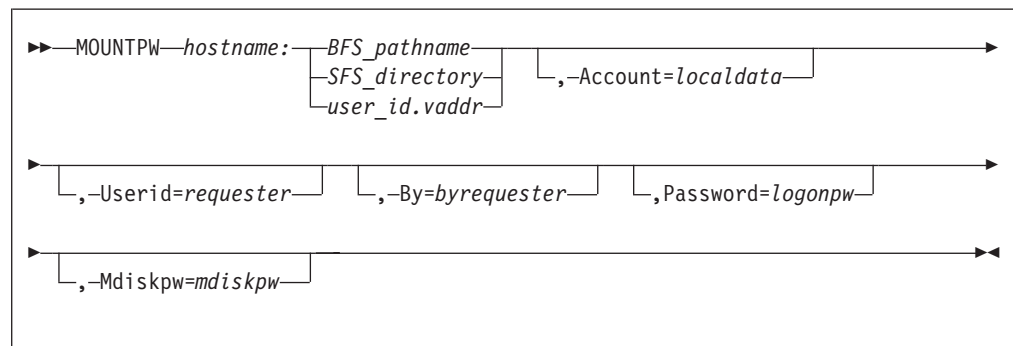 MOUNTPW hostname: BFS_pathname
SFS_directory ,Account=localdata
user_id.vaddr
,Userid=requester ,By=byrequester ,Password=logonpw
,Mdiskpw=mdiskpw